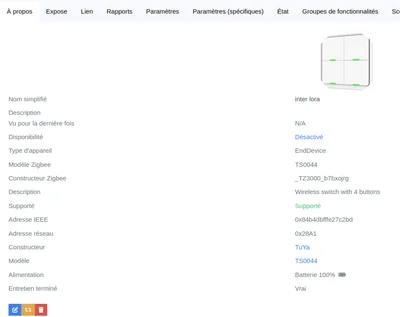 À propos Expose Lien Rapports Paramètres Paramètres (spécifiques) État Groupes de fonctionnalités Sc
Nom simplifié inter lora
Description
Vu pour la dernière fois N/A
Disponibilité Désactivé
Type d'appareil EndDevice
Modèle Zigbee TS0044
Constructeur Zigbee _TZ3000_b7bxojrg
Description Wireless switch with 4 buttons
Supporté Supporté
Adresse IEEE 0x84b4dbfffe27c2bd
Adresse réseau 0x28A1
Constructeur TuYa
Modèle TS0044
Alimentation Batterie 100%
Entretien terminé Vrai